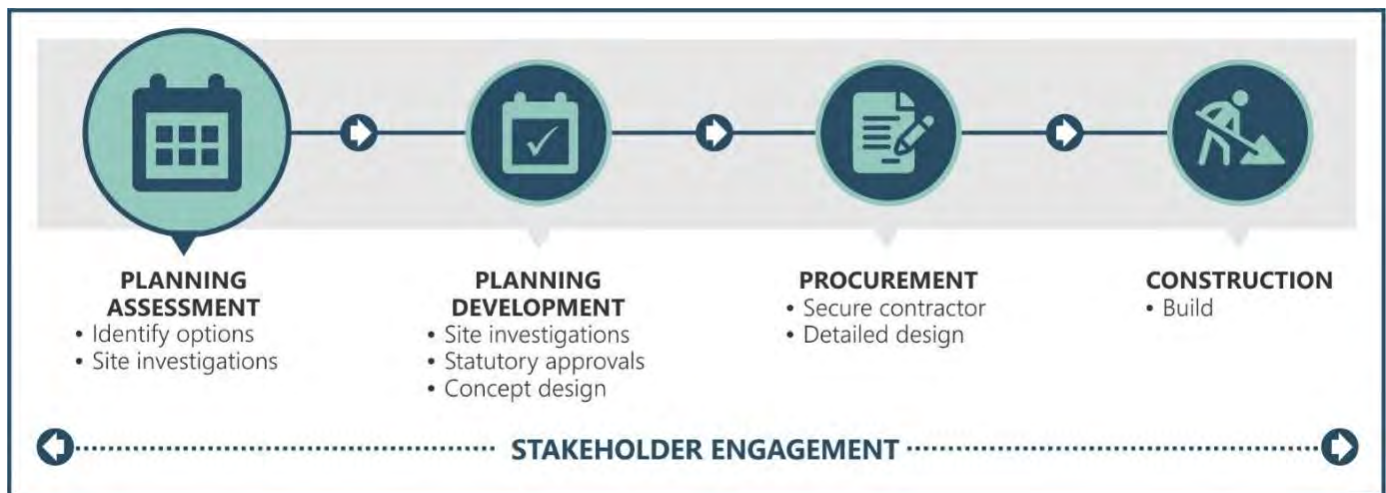 PLANNING
ASSESSMENT
• Identify options
• Site investigations
PLANNING
DEVELOPMENT
• Site investigations
• Statutory approvals
• Concept design
PROCUREMENT
• Secure contractor
• Detailed design
CONSTRUCTION
• Build
STAKEHOLDER ENGAGEMENT